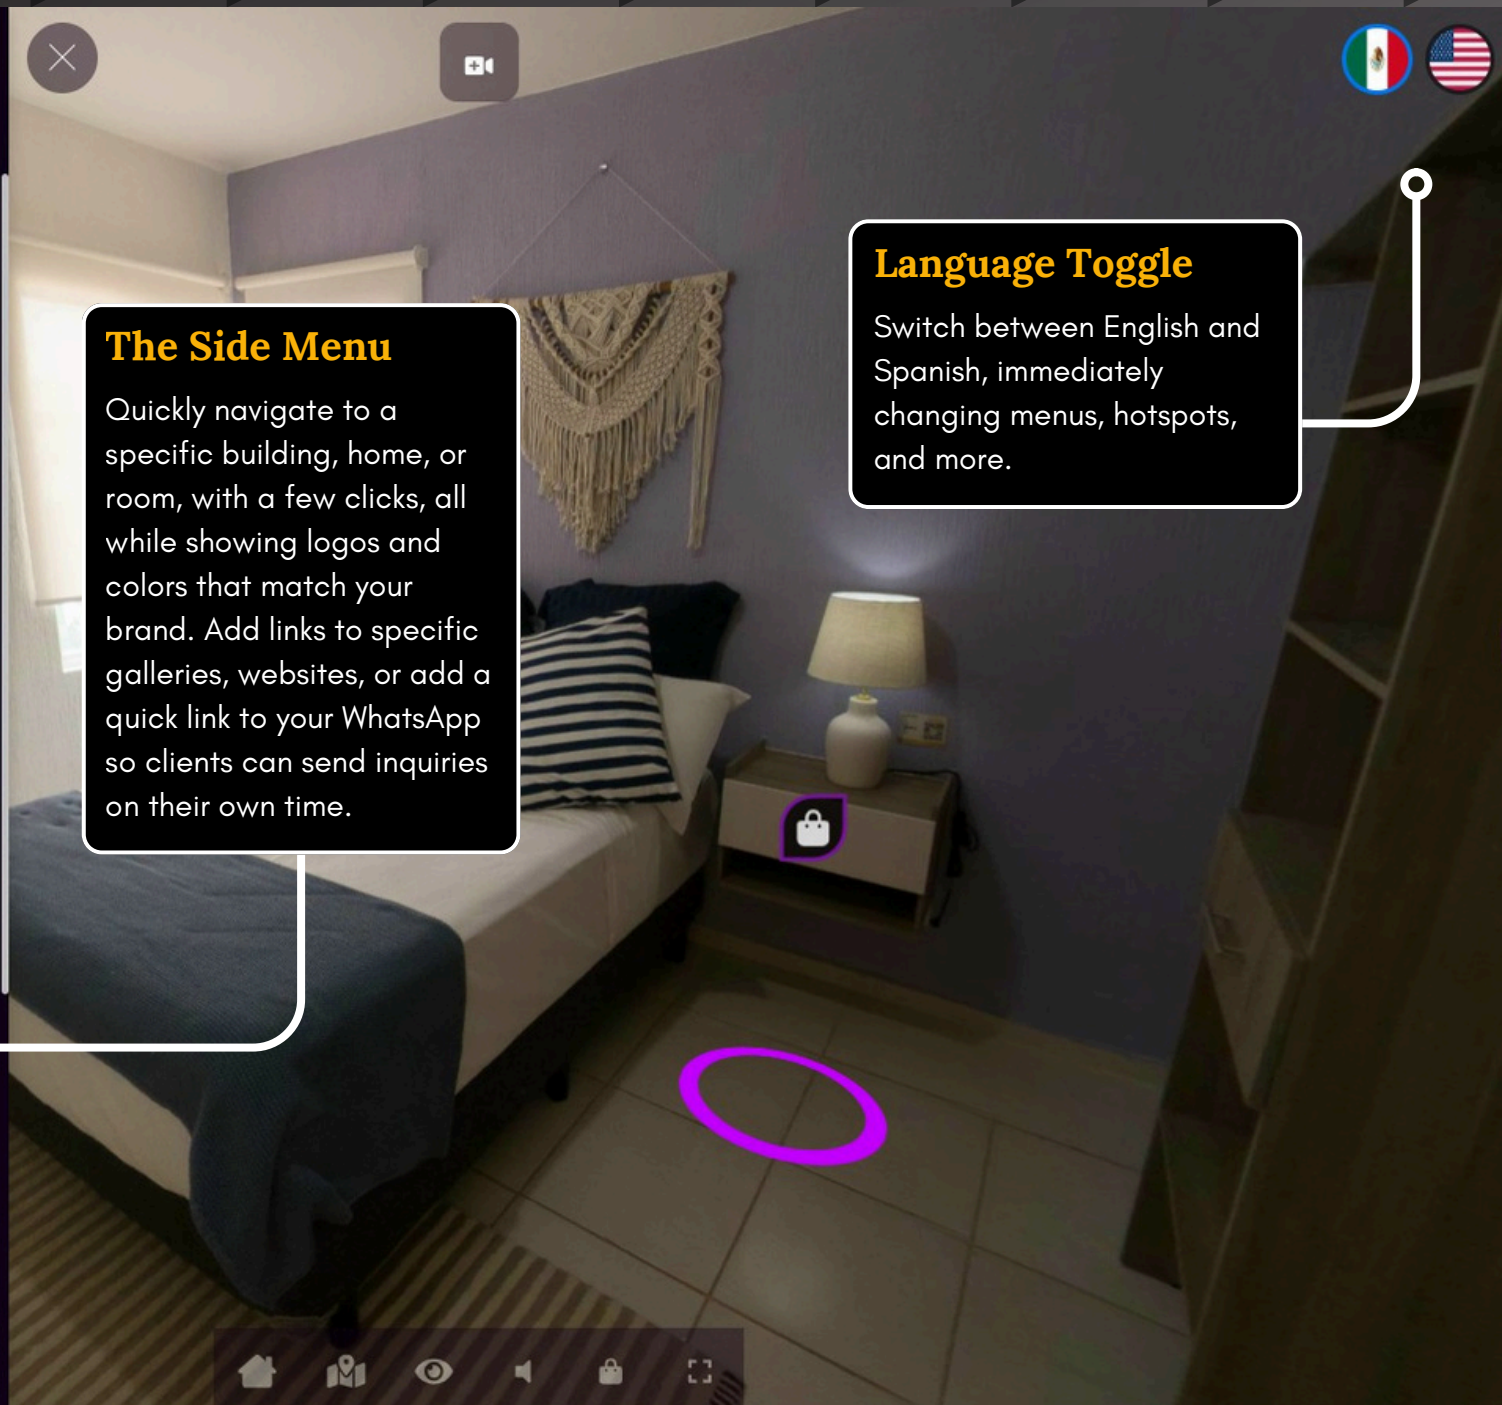 The Side Menu
Quickly navigate to a
specific building, home, or
room, with a few clicks, all
while showing logos and
colors that match your
brand. Add links to specific
galleries, websites, or add a
quick link to your WhatsApp
so clients can send inquiries
on their own time.
Language Toggle
Switch between English and
Spanish, immediately
changing menus, hotspots,
and more.